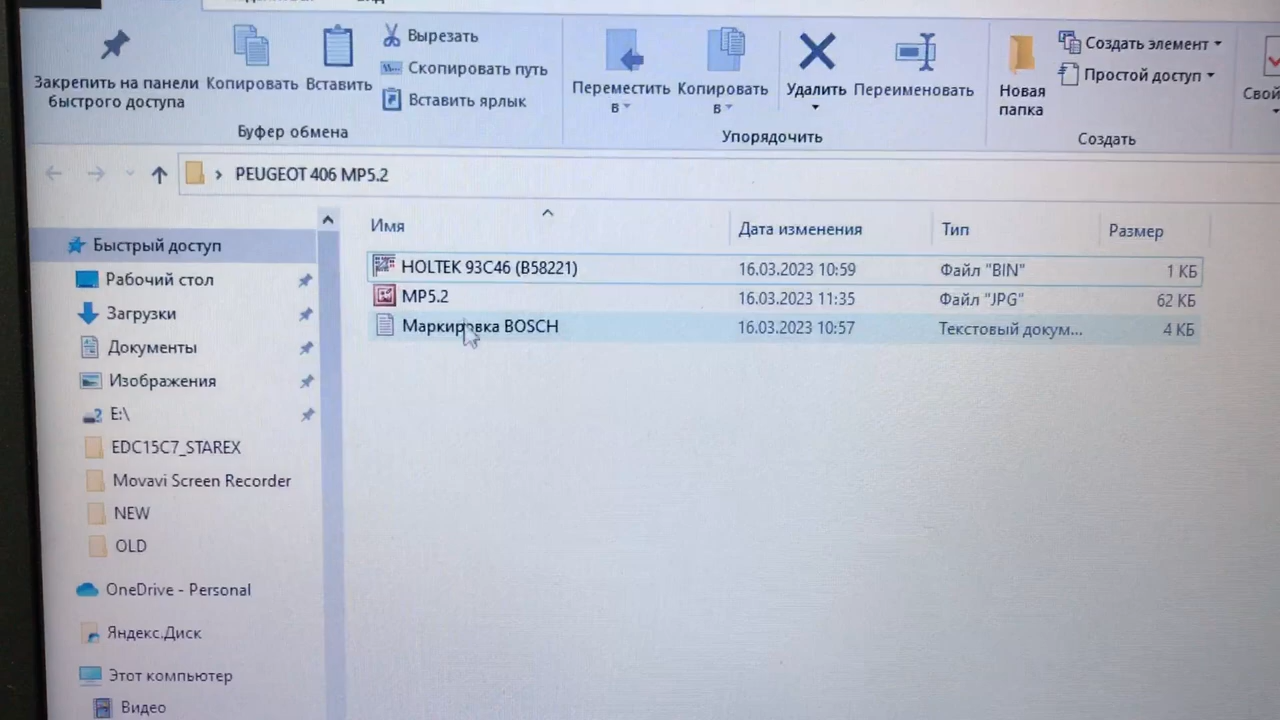 Закрепить на панели
быстрого доступа
Копировать
Вставить
Вырезать
Скопировать путь
Вставить ярлык
Буфер обмена
Переместить
в
Копировать
в
Удалить
Переименовать
Упорядочить
Новая
папка
Создать элемент
Простой доступ
Создать
PEUGEOT 406 MP5.2
Имя Дата изменения Тип Размер
HOLTEK 93C46 (B58221) 16.03.2023 10:59 Файл "BIN" 1 КБ
MP5.2 16.03.2023 11:35 Файл "JPG" 62 КБ
Маркировка BOSCH 16.03.2023 10:57 Текстовый докум... 4 КБ
Быстрый доступ
Рабочий стол
Загрузки
Документы
Изображения
E:\
EDC15C7_STAREX
Movavi Screen Recorder
NEW
OLD
OneDrive - Personal
Яндекс.Диск
Этот компьютер
Видео